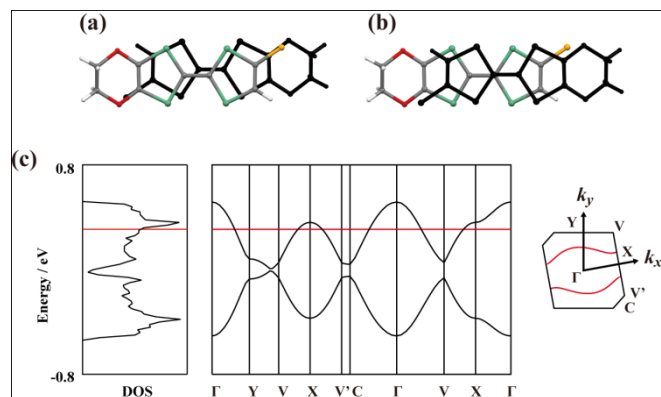 (a)
(b)
(c)
0.8
Energy / eV
-0.8
DOS
Γ Y V X V' C Γ V X Γ
k_y
Y V
X k_x
Γ
V'
C